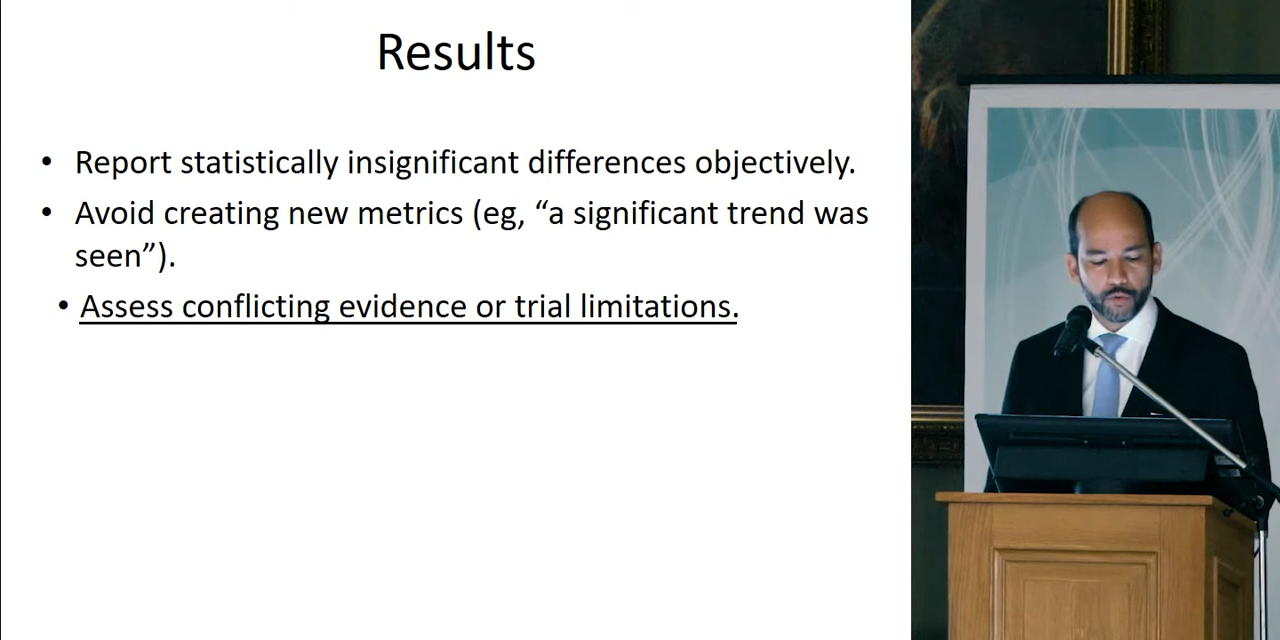 Results
• Report statistically insignificant differences objectively.
• Avoid creating new metrics (eg, “a significant trend was
seen”).
• Assess conflicting evidence or trial limitations.